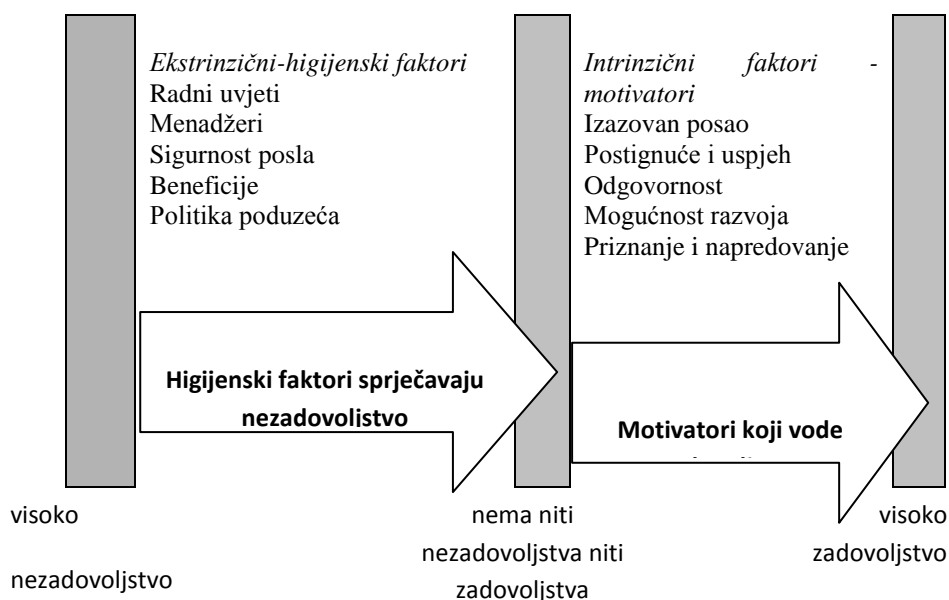 Ekstrinzični-higijenski faktori
Radni uvjeti
Menadžeri
Sigurnost posla
Beneficije
Politika poduzeća
Intrinzični faktori -
motivatori
Izazovan posao
Postignuće i uspjeh
Odgovornost
Mogućnost razvoja
Priznanje i napredovanje
Higijenski faktori sprječavaju
nezadovoljstvo
Motivatori koji vode
visoko
nezadovoljstvo
nema niti
nezadovoljstva niti
zadovoljstva
visoko
zadovoljstvo